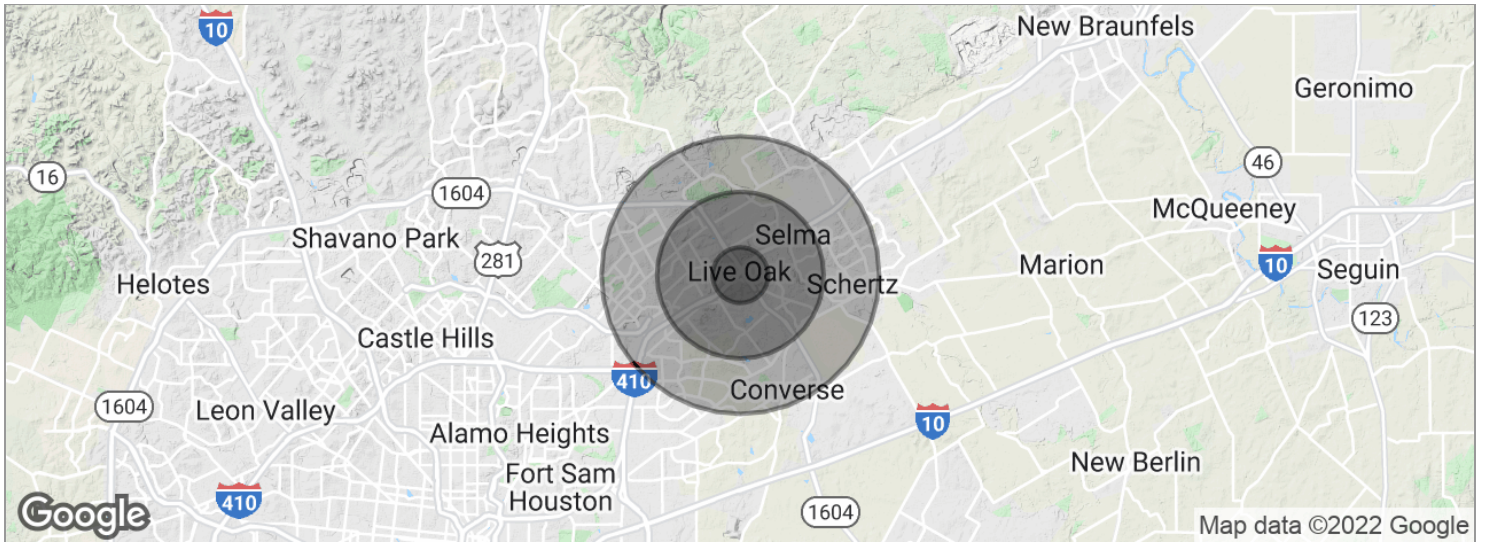 10
New Braunfels
Geronimo
16
1604
46
McQueeney
Shavano Park
281
Selma
Helotes
Live Oak
Schertz
Marion
10
Seguin
Castle Hills
123
410
Converse
1604
Leon Valley
Alamo Heights
10
New Berlin
Fort Sam
Houston
410
1604
Google
Map data ©2022 Google